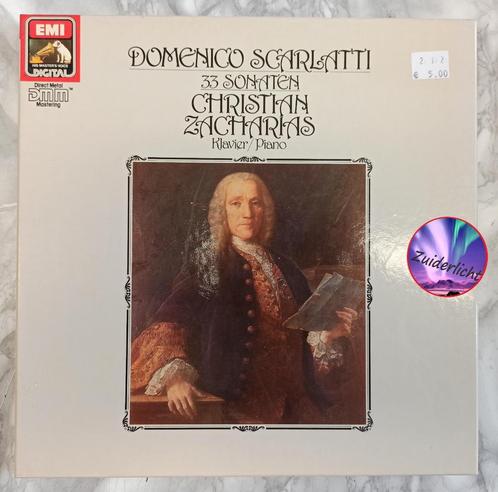 EMI
HIS MASTER'S VOICE
DIGITAL
Direct Metal
DMM™
Mastering
DOMENICO SCARLATTI
33 SONATEN
CHRISTIAN
ZACHARIAS
Klavier/Piano
€ 5,00
Zuiderlicht